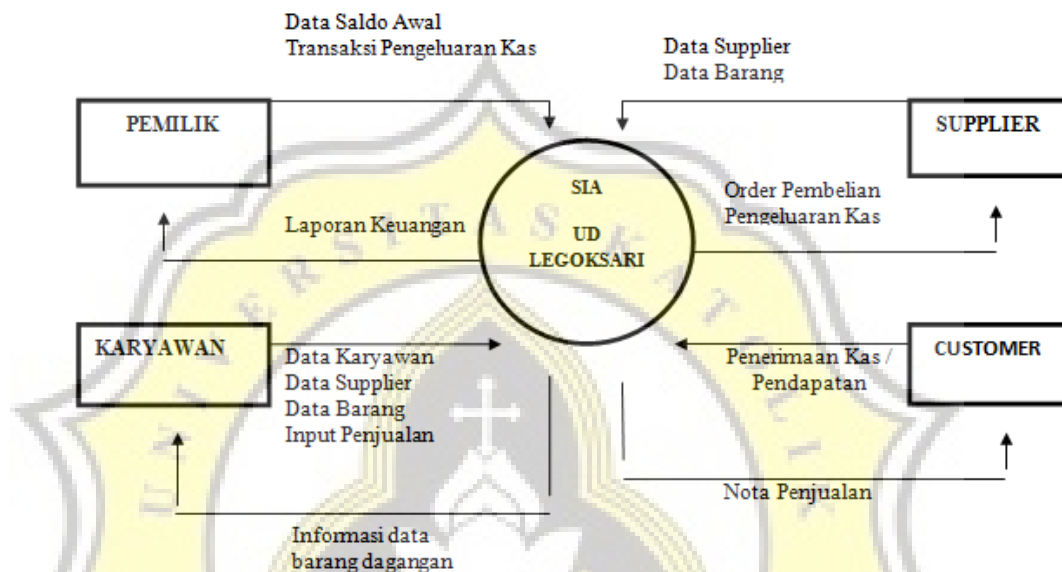 Data Saldo Awal
Transaksi Pengeluaran Kas
Data Supplier
Data Barang
PEMILIK
SUPPLIER
SIA
UD
LEGOKSARI
Order Pembelian
Pengeluaran Kas
Laporan Keuangan
UNIVERSITAS KATOLIK
KARYAWAN
CUSTOMER
Data Karyawan
Data Supplier
Data Barang
Input Penjualan
Penerimaan Kas /
Pendapatan
Nota Penjualan
Informasi data
barang dagangan